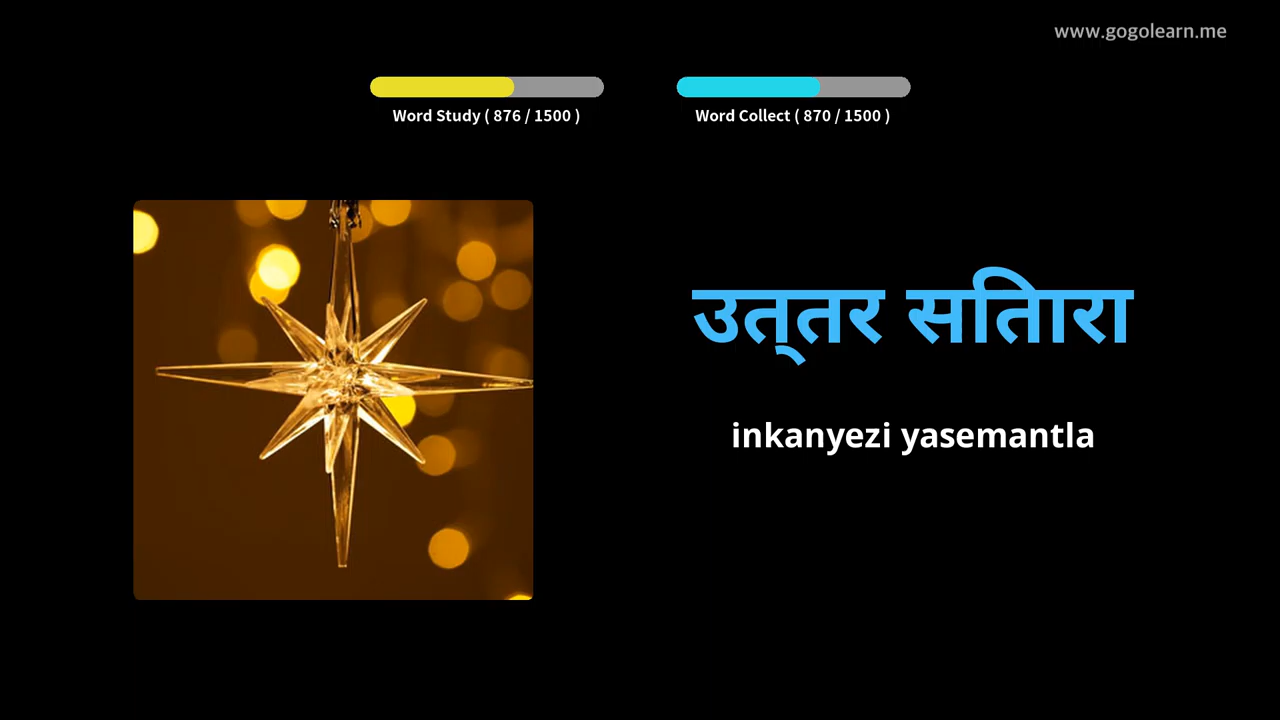 www.gogolearn.me
Word Study ( 876 / 1500 )
Word Collect ( 870 / 1500 )
उत्‌तर सतिारा
inkanyezi yasemantla